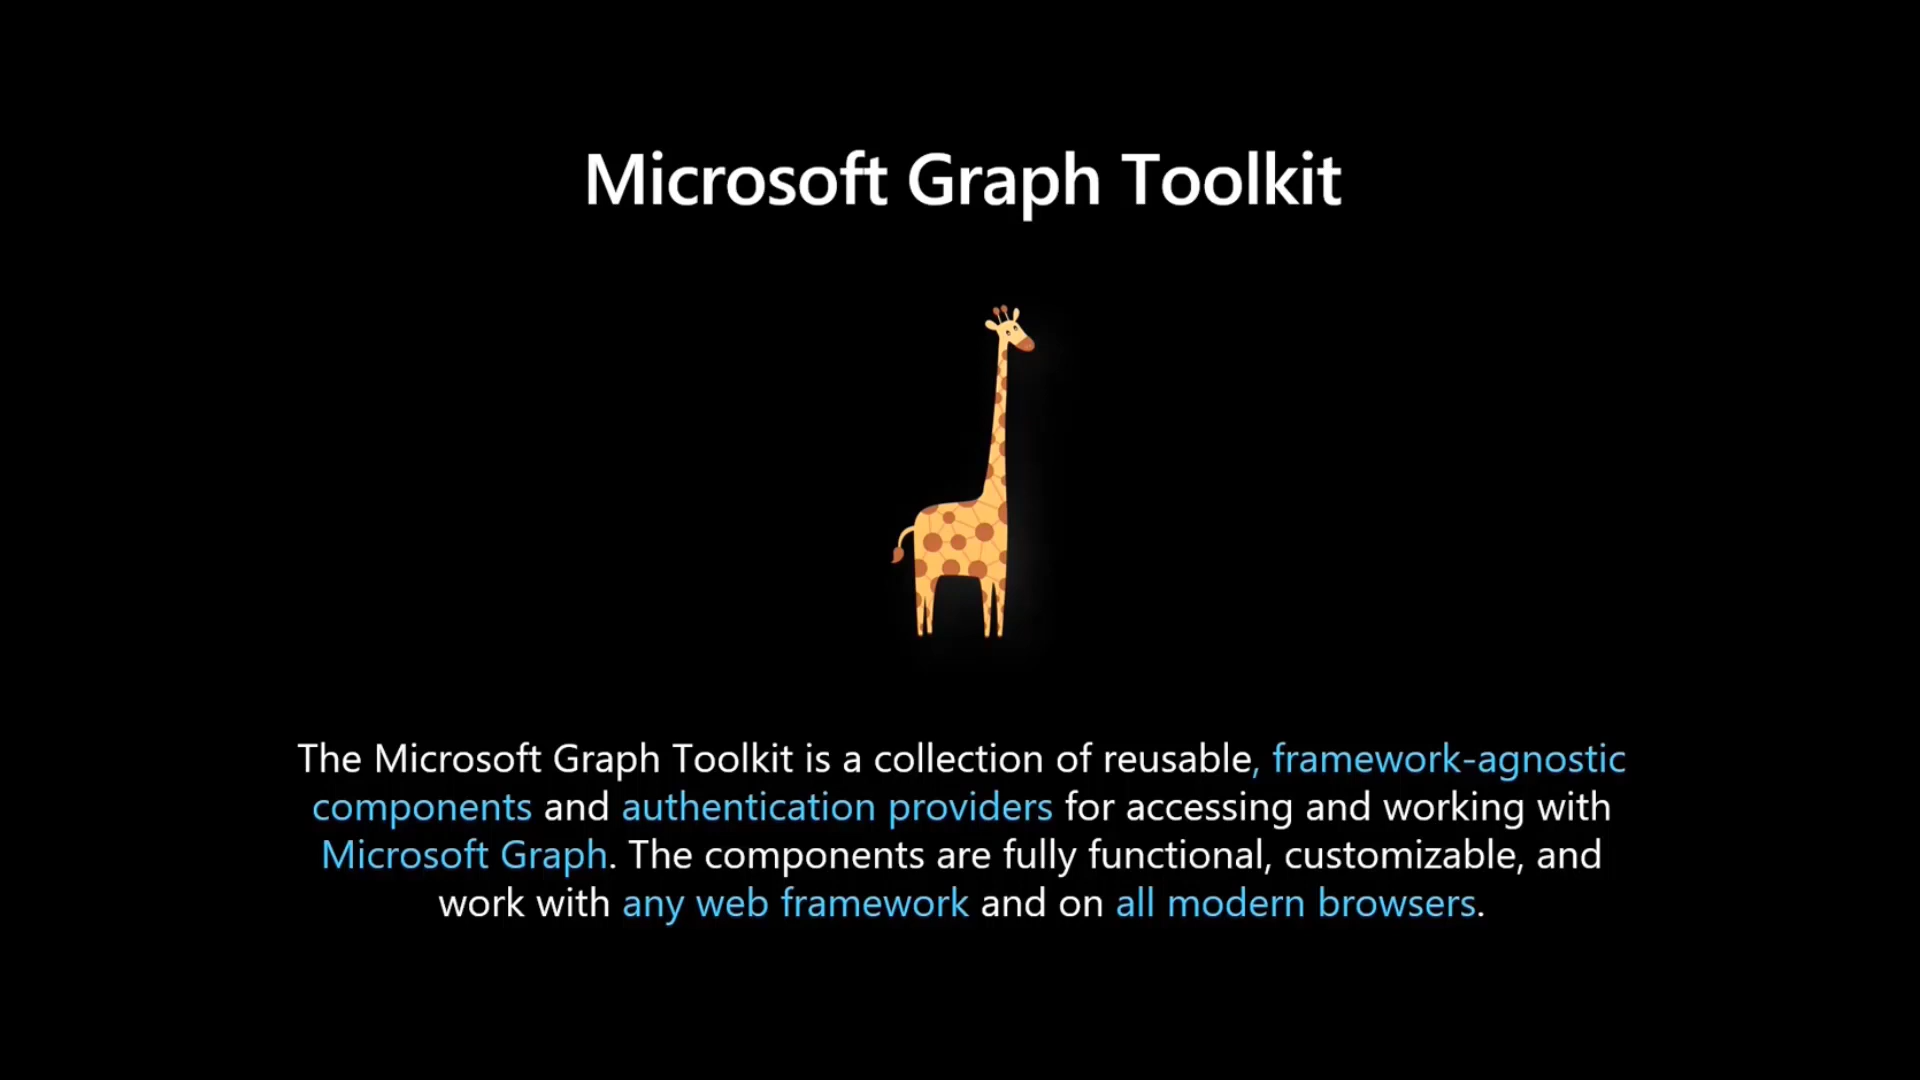 Microsoft Graph Toolkit
The Microsoft Graph Toolkit is a collection of reusable, framework-agnostic
components and authentication providers for accessing and working with
Microsoft Graph. The components are fully functional, customizable, and
work with any web framework and on all modern browsers.